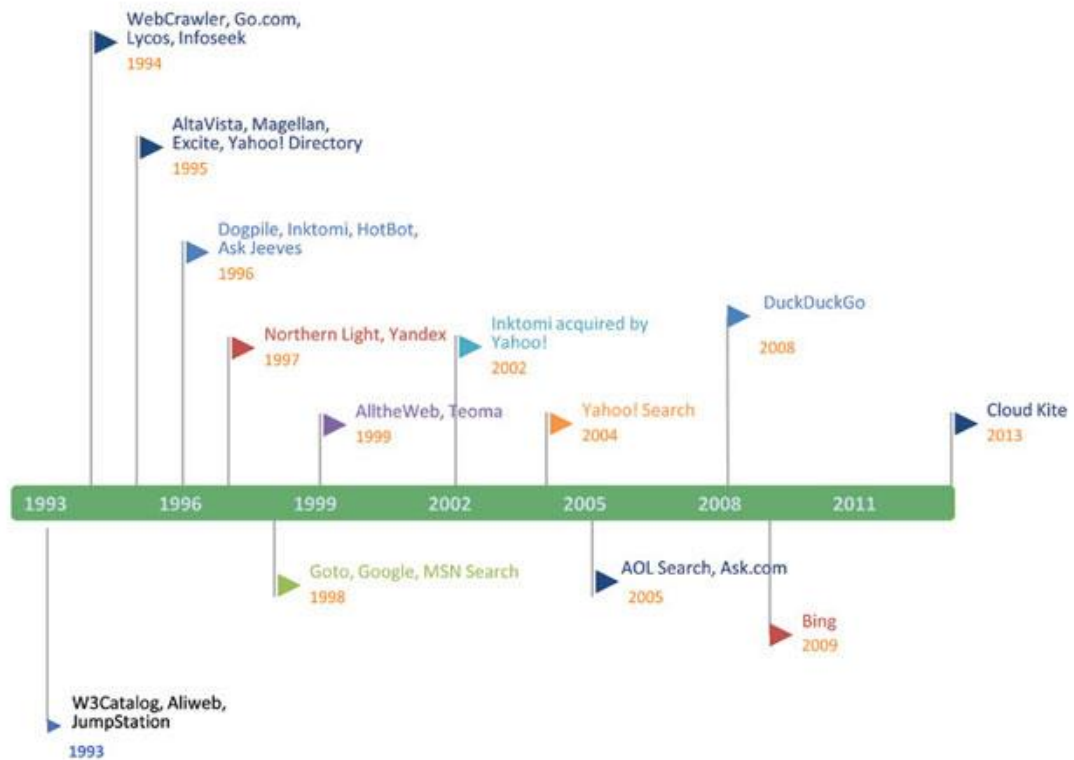 WebCrawler, Go.com,
Lycos, Infoseek
1994
AltaVista, Magellan,
Excite, Yahoo! Directory
1995
Dogpile, Inktomi, HotBot,
Ask Jeeves
1996
Northern Light, Yandex
1997
Inktomi acquired by
Yahoo!
2002
DuckDuckGo
2008
AlltheWeb, Teoma
1999
Yahoo! Search
2004
Cloud Kite
2013
1993 1996 1999 2002 2005 2008 2011
Goto, Google, MSN Search
1998
AOL Search, Ask.com
2005
Bing
2009
W3Catalog, Aliweb,
JumpStation
1993